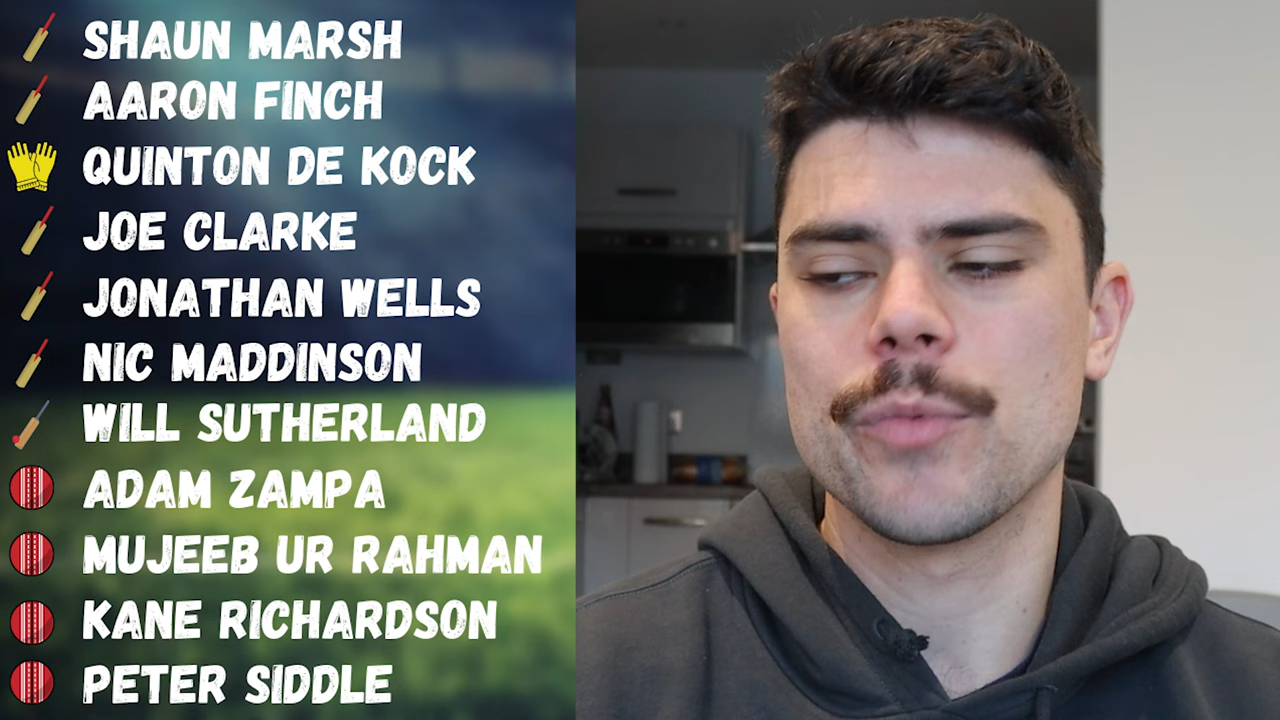 SHAUN MARSH
AARON FINCH
QUINTON DE KOCK
JOE CLARKE
JONATHAN WELLS
NIC MADDINSON
WILL SUTHERLAND
ADAM ZAMPA
MUJEEB UR RAHMAN
KANE RICHARDSON
PETER SIDDLE